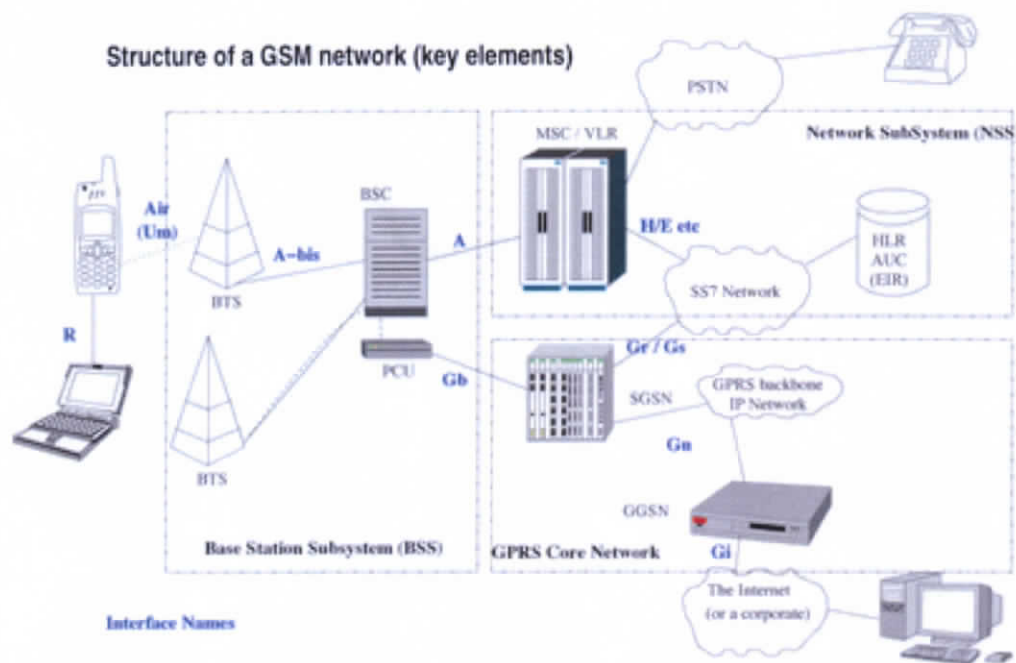 Structure of a GSM network (key elements)
PSTN
MSC / VLR
Network SubSystem (NSS
BSC
Air
(Um)
A-bis
A
H/E etc
HLR
AUC
(EIR)
BTS
SS7 Network
R
PCU
Gb
Gr / Gs
SGSN
GPRS backbone
IP Network
Gn
BTS
GGSN
Base Station Subsystem (BSS)
GPRS Core Network
Gi
The Internet
(or a corporate)
Interface Names